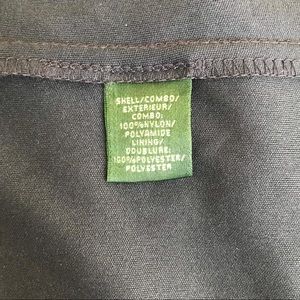 SHELL/COMBO/
EXTERIEUR/
COMBO:
100%NYLON/
POLYAMIDE
LINING/
DOUBLURE:
100%POLYESTER/
POLYESTER